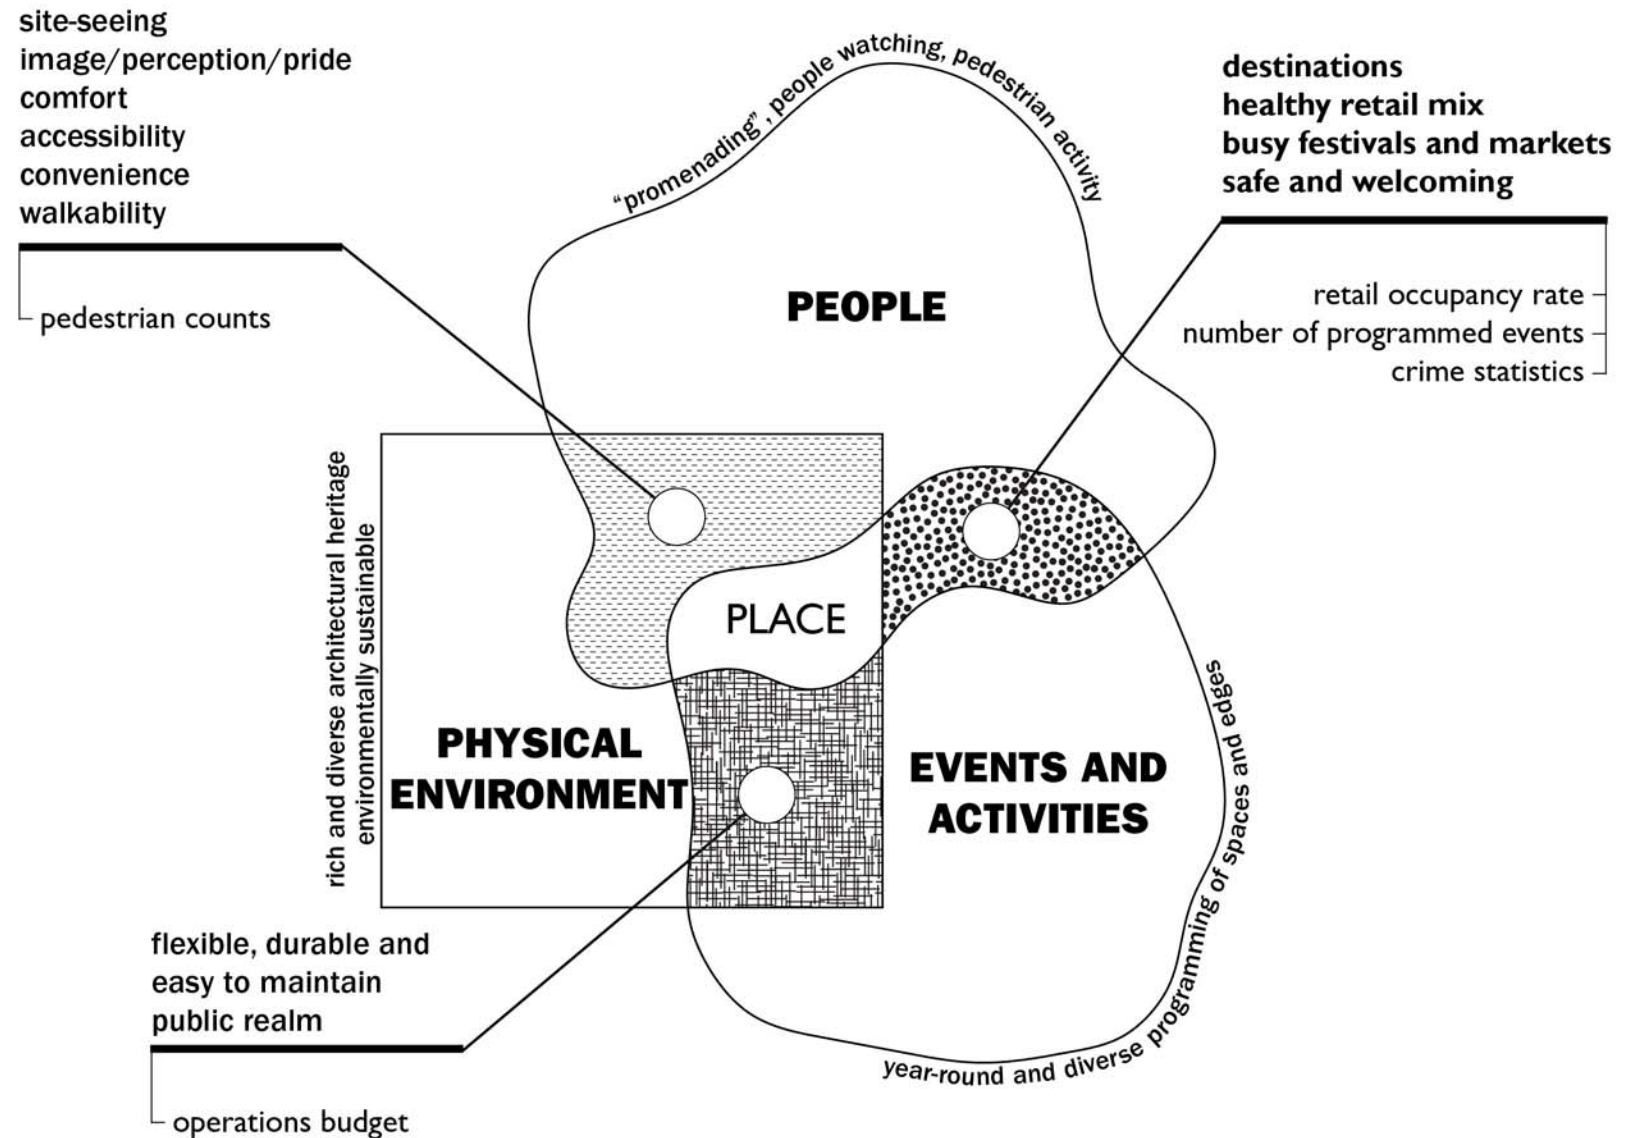 site-seeing
image/perception/pride
comfort
accessibility
convenience
walkability
pedestrian counts
"promenading", people watching, pedestrian activity
destinations
healthy retail mix
busy festivals and markets
safe and welcoming
retail occupancy rate
number of programmed events
crime statistics
PEOPLE
PLACE
rich and diverse architectural heritage
environmentally sustainable
PHYSICAL
ENVIRONMENT
EVENTS AND
ACTIVITIES
year-round and diverse programming of spaces and edges
flexible, durable and
easy to maintain
public realm
operations budget